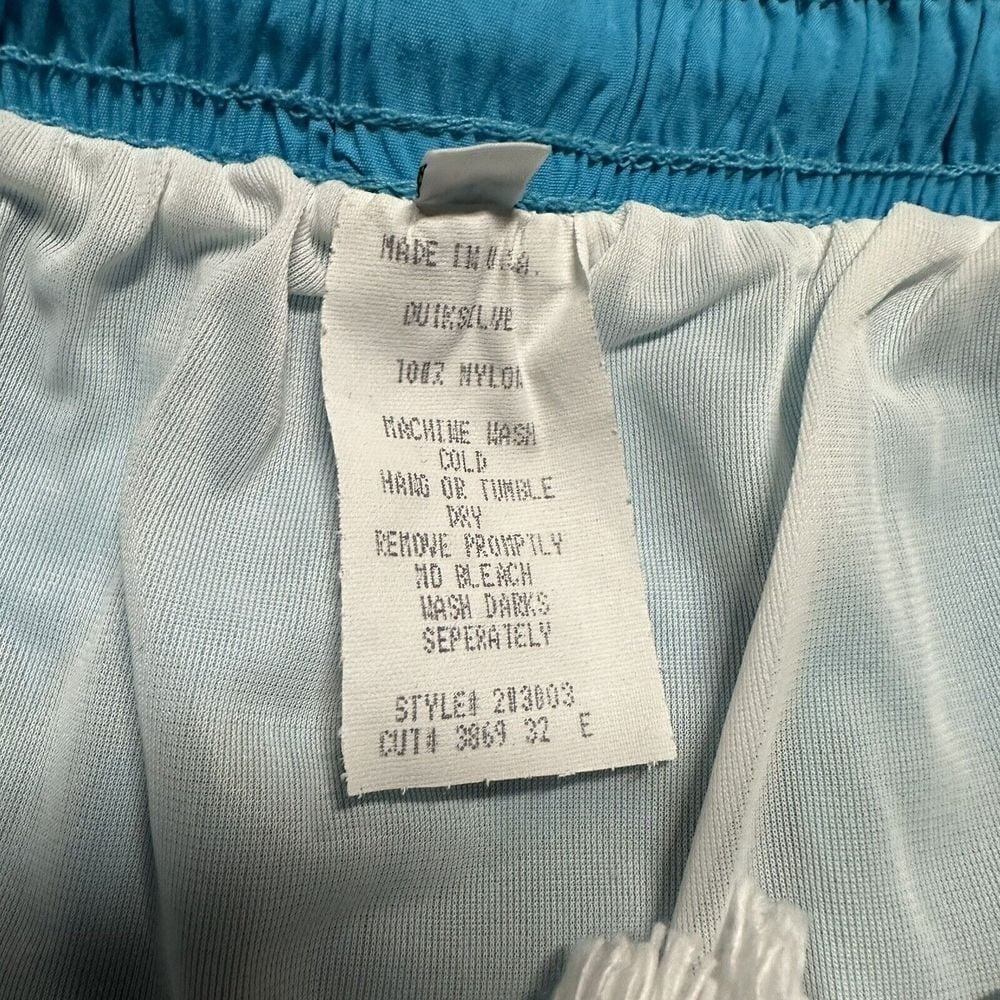 MADE IN U.S.A.
QUIKSILVE
100% NYLON
MACHINE WASH
COLD
HANG OR TUMBLE
DRY
REMOVE PROMPTLY
NO BLEACH
WASH DARKS
SEPERATELY
STYLE# 203003
CUT# 3869 32 E